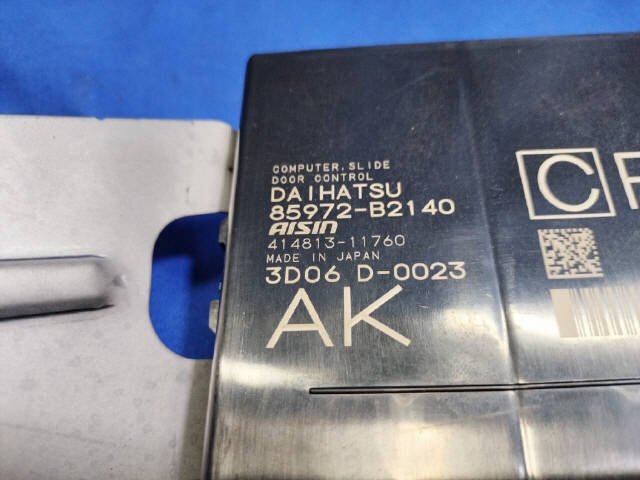 COMPUTER, SLIDE
DOOR CONTROL
DAIHATSU
85972-B2140
AISIN
414813-11760
MADE IN JAPAN
3D06 D-0023
AK
C